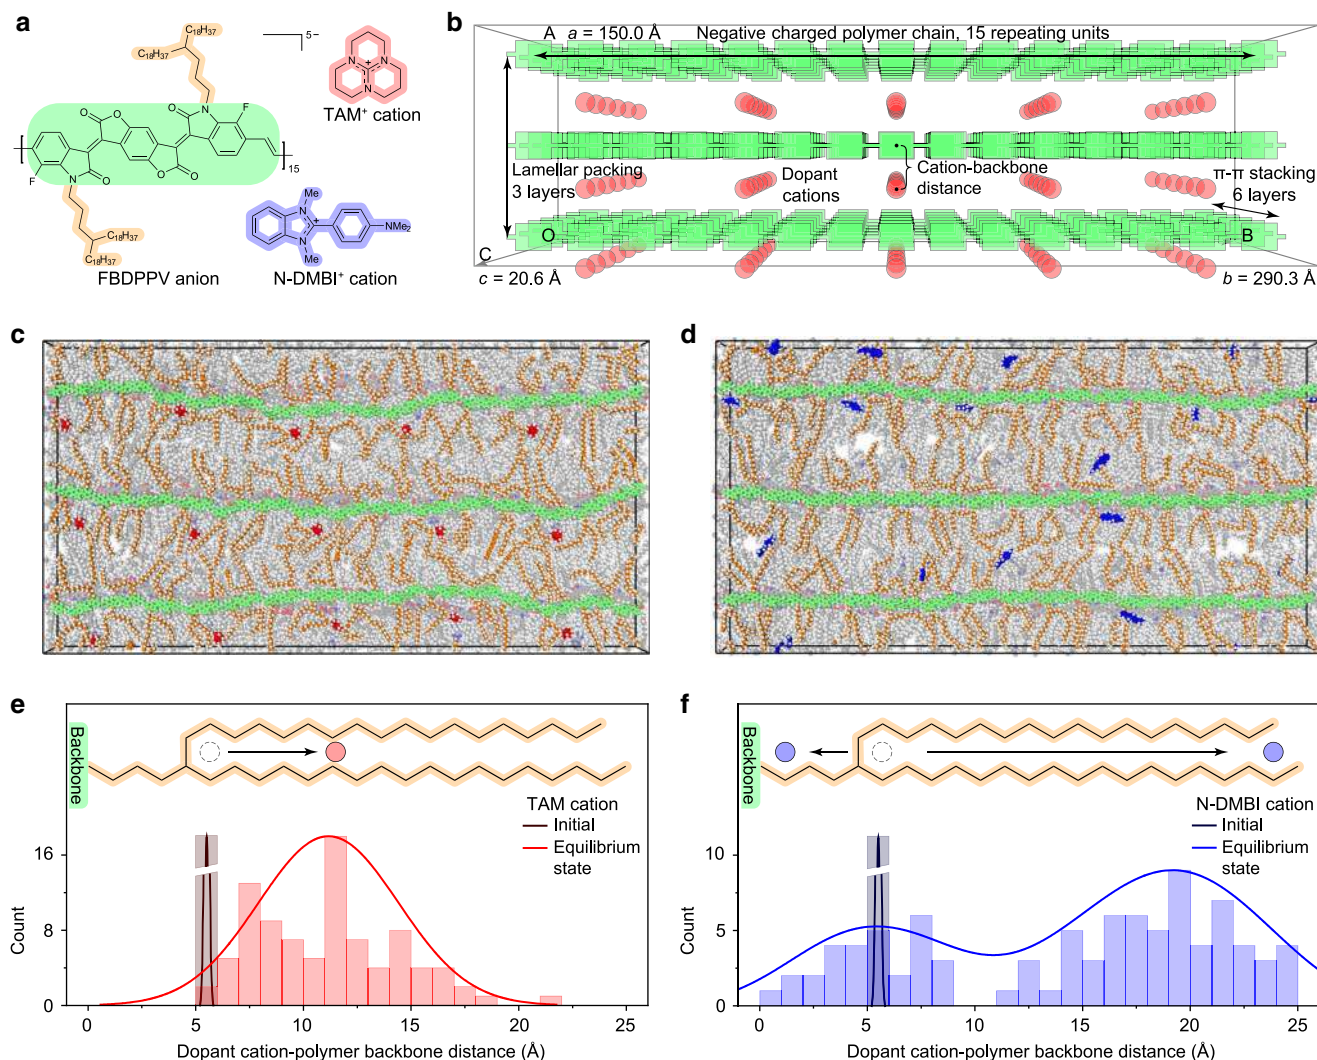 a
C18H37
C18H37
5−
O
O
O
N
F
F
N
O
O
O
15
C18H37
C18H37
FBDPPV anion
N
N
N
+
TAM+ cation
Me
N
+
N
Me
NMe2
N-DMBI+ cation
b
A
a = 150.0 Å
Negative charged polymer chain, 15 repeating units
Lamellar packing
3 layers
Dopant
cations
Cation-backbone
distance
π-π stacking
6 layers
O
B
C
c = 20.6 Å
b = 290.3 Å
c
d
e
Backbone
TAM cation
Initial
Equilibrium
state
Count
16
8
0
0
5
10
15
20
25
Dopant cation-polymer backbone distance (Å)
f
Backbone
N-DMBI cation
Initial
Equilibrium
state
Count
10
5
0
0
5
10
15
20
25
Dopant cation-polymer backbone distance (Å)